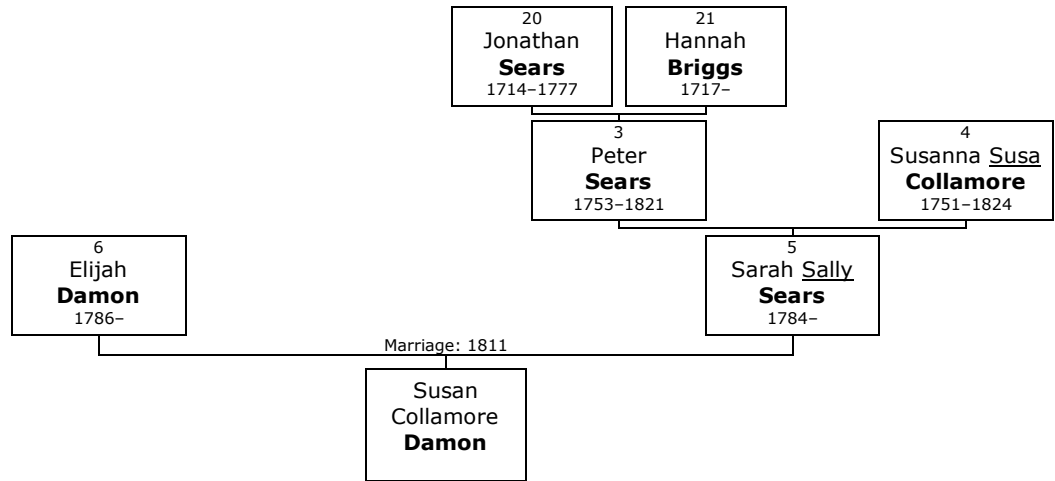 20
Jonathan
Sears
1714–1777
21
Hannah
Briggs
1717–
3
Peter
Sears
1753–1821
4
Susanna Susa
Collamore
1751–1824
6
Elijah
Damon
1786–
5
Sarah Sally
Sears
1784–
Marriage: 1811
Susan
Collamore
Damon